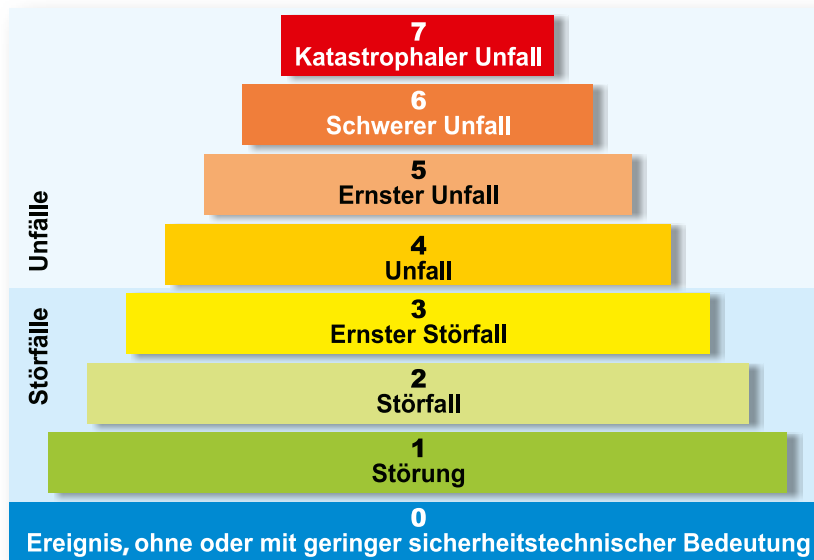 7
Katastrophaler Unfall
6
Schwerer Unfall
5
Ernster Unfall
4
Unfall
Unfälle
3
Ernster Störfall
2
Störfall
1
Störung
Störfälle
0
Ereignis, ohne oder mit geringer sicherheitstechnischer Bedeutung